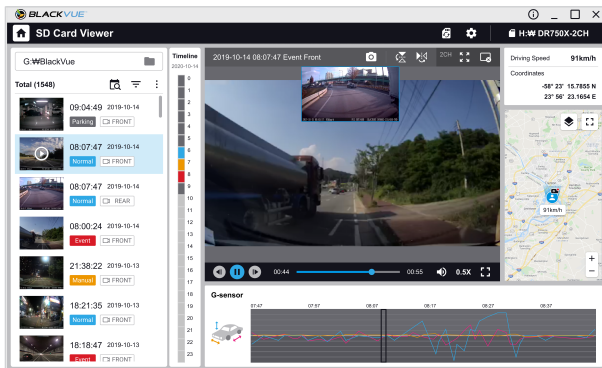 BLACKVUE
SD Card Viewer
H:₩ DR750X-2CH
G:₩BlackVue
Total (1548)
09:04:49 2019-10-14
Parking FRONT
08:07:47 2019-10-14
Normal FRONT
08:07:47 2019-10-14
Normal REAR
08:00:24 2019-10-14
Event FRONT
21:38:22 2019-10-13
Manual FRONT
18:21:35 2019-10-13
Normal FRONT
18:18:47 2019-10-13
Event FRONT
Timeline
2020-10-14
0
1
2
3
4
5
6
7
8
9
10
11
12
13
14
15
16
17
18
19
20
21
22
23
2019-10-14 08:07:47 Event Front
2CH
00:44
00:55
0.5X
Driving Speed 91km/h
Coordinates
-58° 23' 15.7855 N
23° 56' 23.1654 E
91km/h
+
−
G-sensor
07:47 07:57 08:07 08:17 08:27 08:37